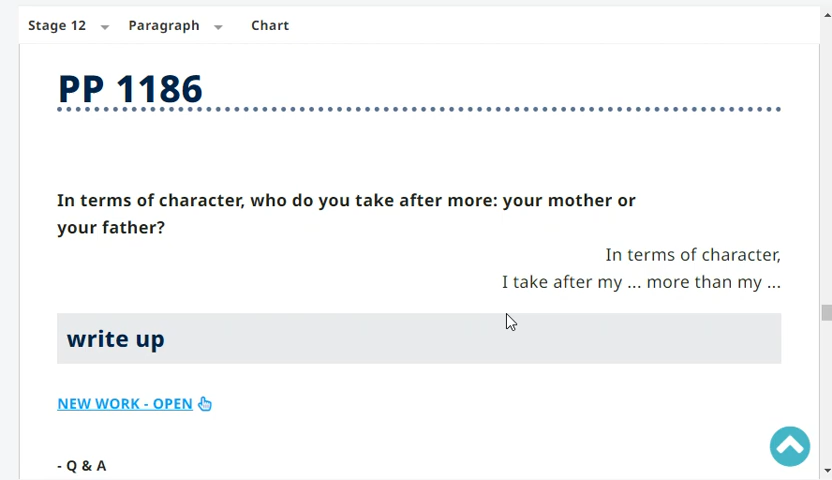 Stage 12 Paragraph Chart
PP 1186
In terms of character, who do you take after more: your mother or
your father?
In terms of character,
I take after my ... more than my ...
write up
NEW WORK - OPEN
- Q & A